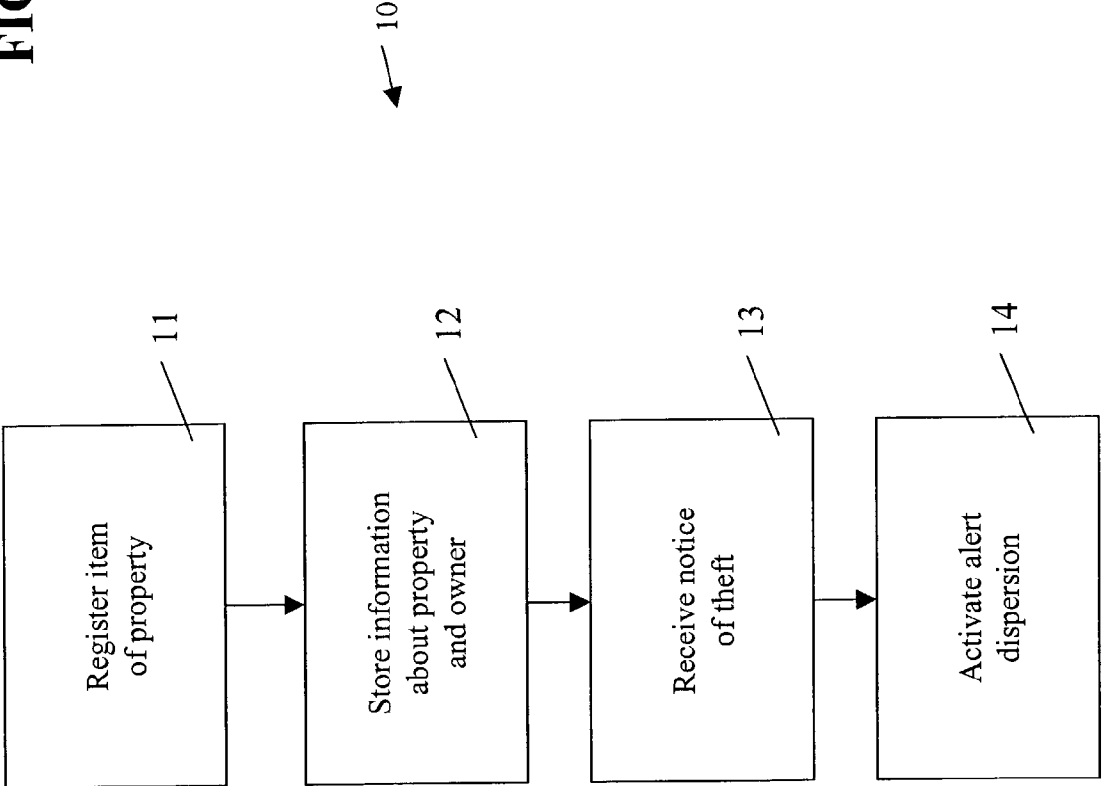 FIG
10
Register item
of property
11
Store information
about property
and owner
12
Receive notice
of theft
13
Activate alert
dispersion
14